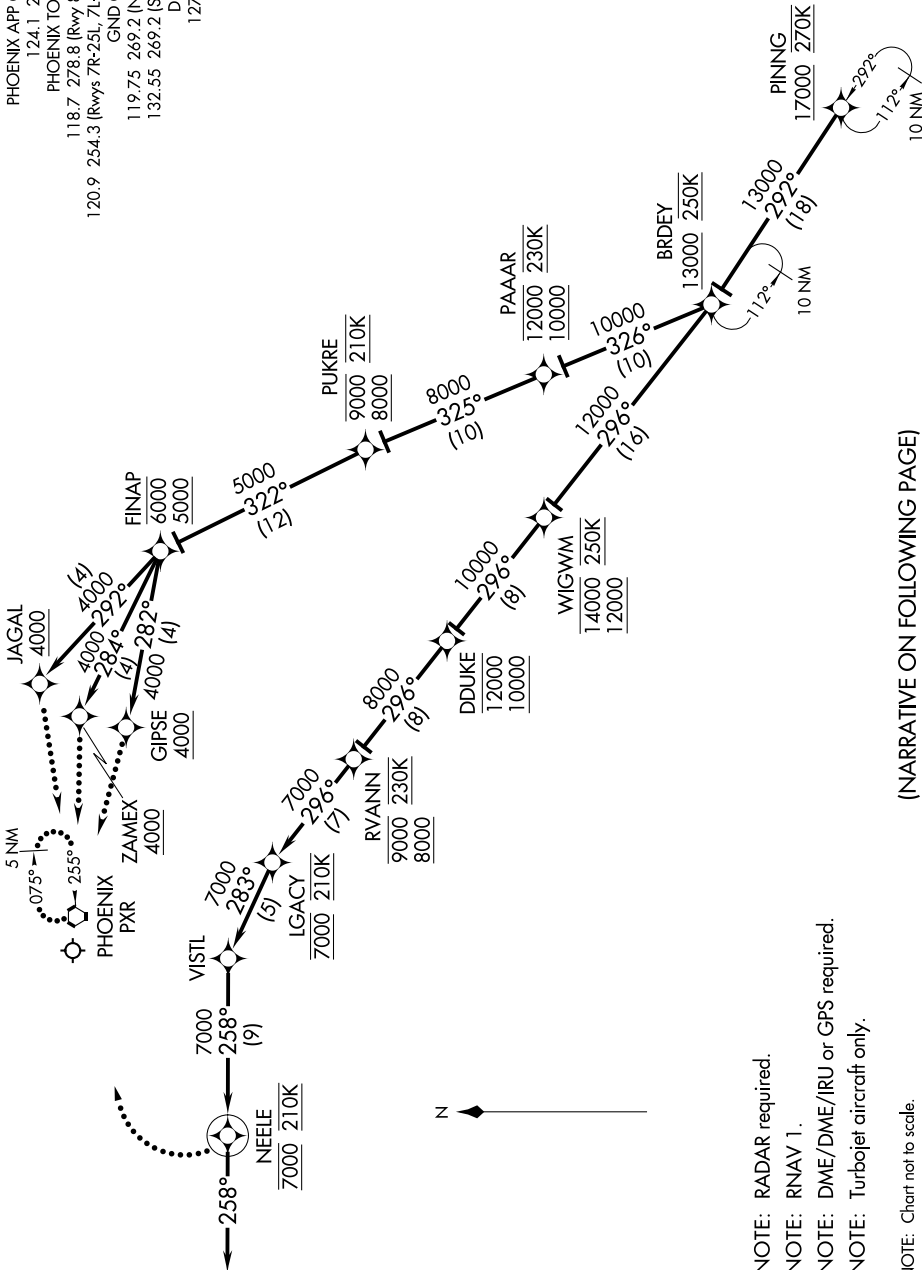 PHOENIX APP
124.1
PHOENIX TO
118.7 278.8 (Rwy 8
120.9 254.3 (Rwys 7R-25L, 7L-
GND
119.75 269.2 (N
132.55 269.2 (S
D
127
PINNG
17000 270K
292°
112°
10 NM
13000
292°
(18)
BRDEY
13000 250K
112°
10 NM
10000
326°
(10)
PAAAR
12000 230K
10000
8000
325°
(10)
PUKRE
9000 210K
8000
5000
322°
(12)
FINAP
6000
5000
(4)
4000
292°
JAGAL
4000
4000
284°
(4)
ZAMEX
4000
4000
282°
(4)
GIPSE
4000
5 NM
075°
255°
PHOENIX
PXR
12000
296°
(16)
WIGWM
14000 250K
12000
10000
296°
(8)
DDUKE
12000
10000
8000
296°
(8)
RVANN
9000 230K
8000
7000
296°
(7)
LGACY
7000 210K
7000
283°
(5)
VISTL
7000
258°
(9)
NEELE
7000 210K
258°
N
(NARRATIVE ON FOLLOWING PAGE)
NOTE: RADAR required.
NOTE: RNAV 1.
NOTE: DME/DME/IRU or GPS required.
NOTE: Turbojet aircraft only.
OTE: Chart not to scale.